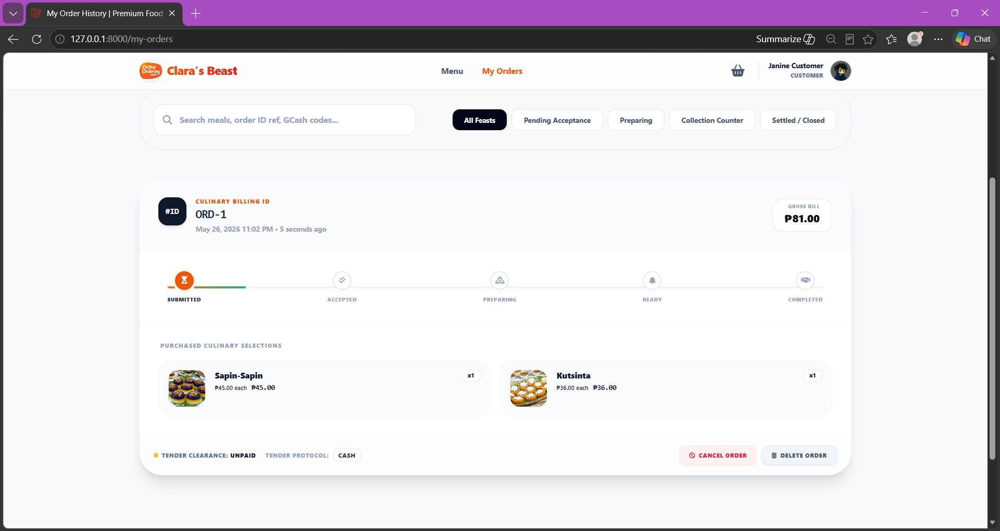 My Order History | Premium Food
127.0.0.1:8000/my-orders
Summarize
Chat
Online
Ordering
.com
Clara's Beast
Menu
My Orders
Janine Customer
CUSTOMER
Search meals, order ID ref, GCash codes...
All Feasts
Pending Acceptance
Preparing
Collection Counter
Settled / Closed
#ID
CULINARY BILLING ID
ORD-1
May 26, 2026 11:02 PM • 5 seconds ago
GROSS BILL
₱81.00
SUBMITTED
ACCEPTED
PREPARING
READY
COMPLETED
PURCHASED CULINARY SELECTIONS
Sapin-Sapin
x1
₱45.00 each ₱45.00
Kutsinta
x1
₱36.00 each ₱36.00
TENDER CLEARANCE: UNPAID TENDER PROTOCOL: CASH
CANCEL ORDER
DELETE ORDER